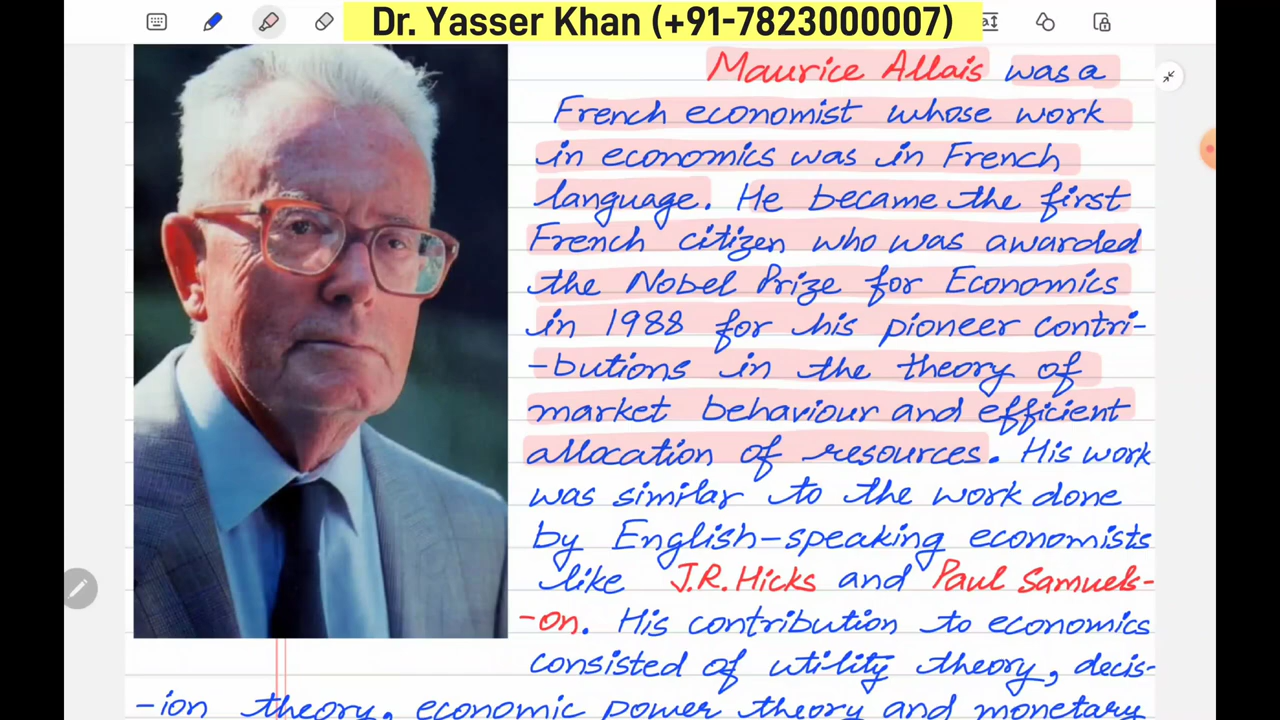 Dr. Yasser Khan (+91-7823000007)
Maurice Allais was a
French economist whose work
in economics was in French
language. He became the first
French citizen who was awarded
the Nobel Prize for Economics
in 1988 for his pioneer contri-
-butions in the theory of
market behaviour and efficient
allocation of resources. His work
was similar to the work done
by English-speaking economists
like J.R. Hicks and Paul Samuels-
-on. His contribution to economics
consisted of utility theory, decis-
-ion theory, economic power theory and monetary